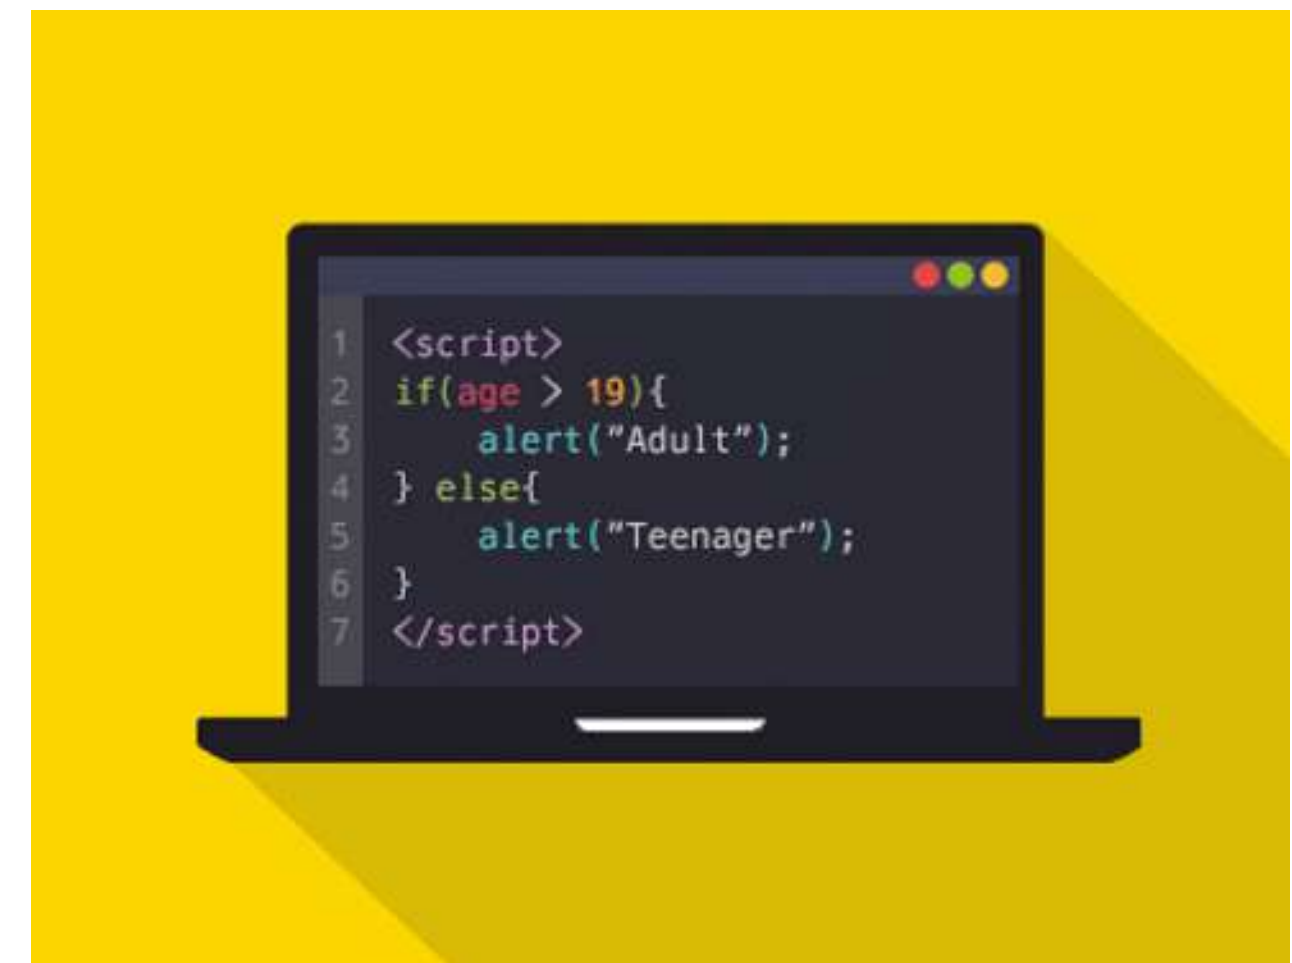 1 <script>
2 if(age > 19){
3 alert("Adult");
4 } else{
5 alert("Teenager");
6 }
7 </script>